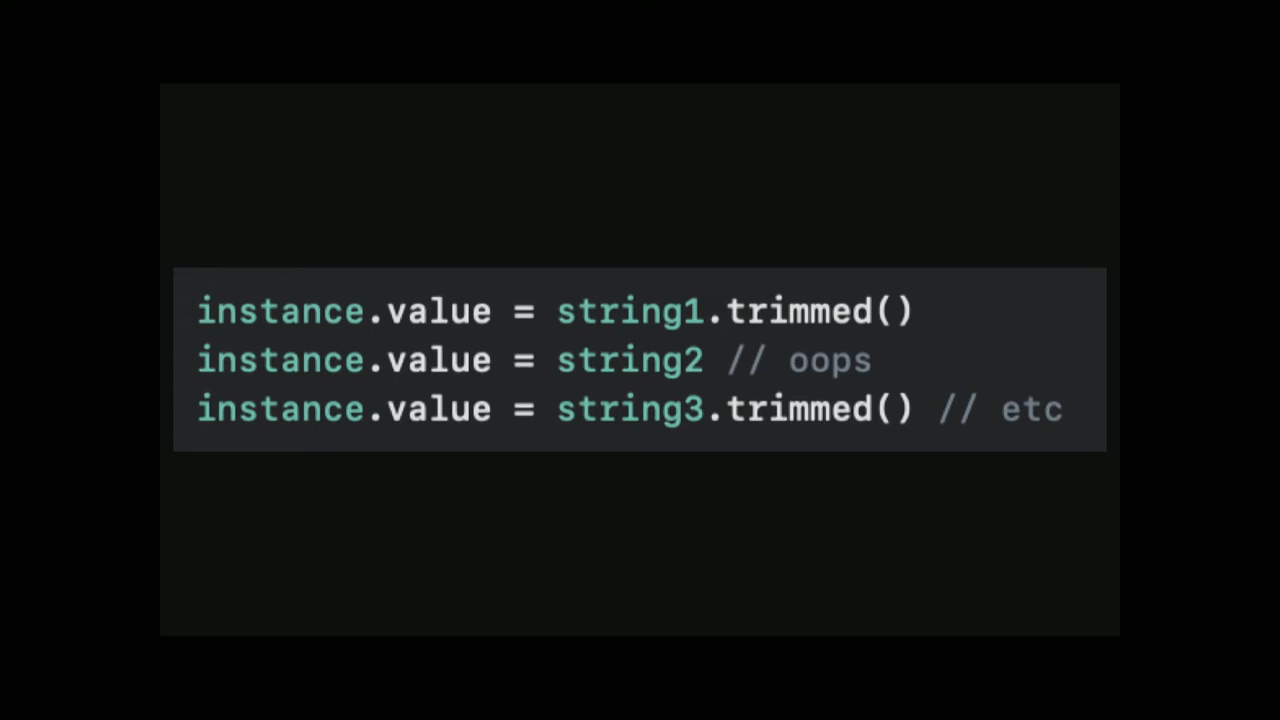 instance.value = string1.trimmed()
instance.value = string2 // oops
instance.value = string3.trimmed() // etc